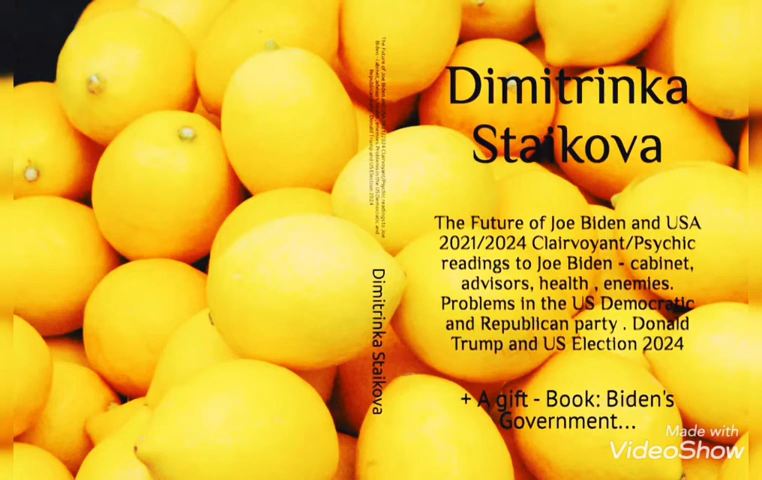 Dimitrinka
Staikova
The Future of Joe Biden and USA
2021/2024 Clairvoyant/Psychic
readings to Joe Biden - cabinet,
advisors, health , enemies.
Problems in the US Democratic
and Republican party . Donald
Trump and US Election 2024
+ A gift - Book: Biden's
Government...
Dimitrinka Staikova
Made with
VideoShow